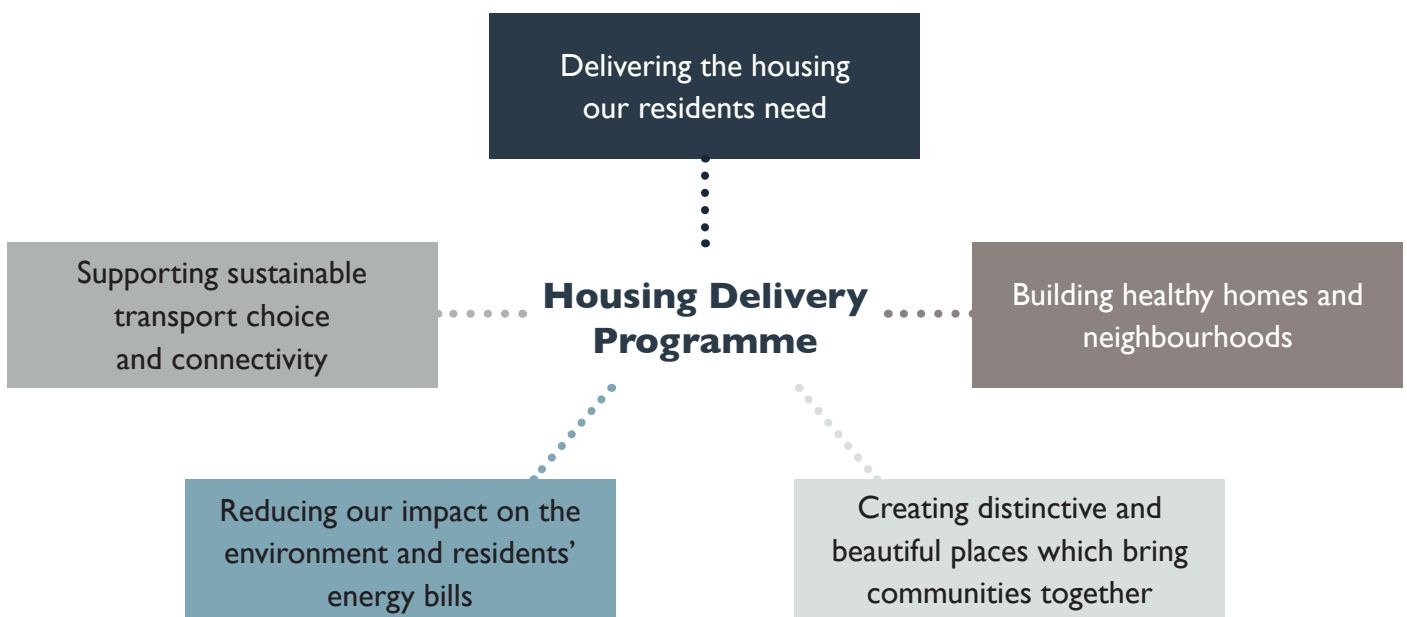 Delivering the housing
our residents need
Supporting sustainable
transport choice
and connectivity
Housing Delivery
Programme
Building healthy homes and
neighbourhoods
Reducing our impact on the
environment and residents’
energy bills
Creating distinctive and
beautiful places which bring
communities together